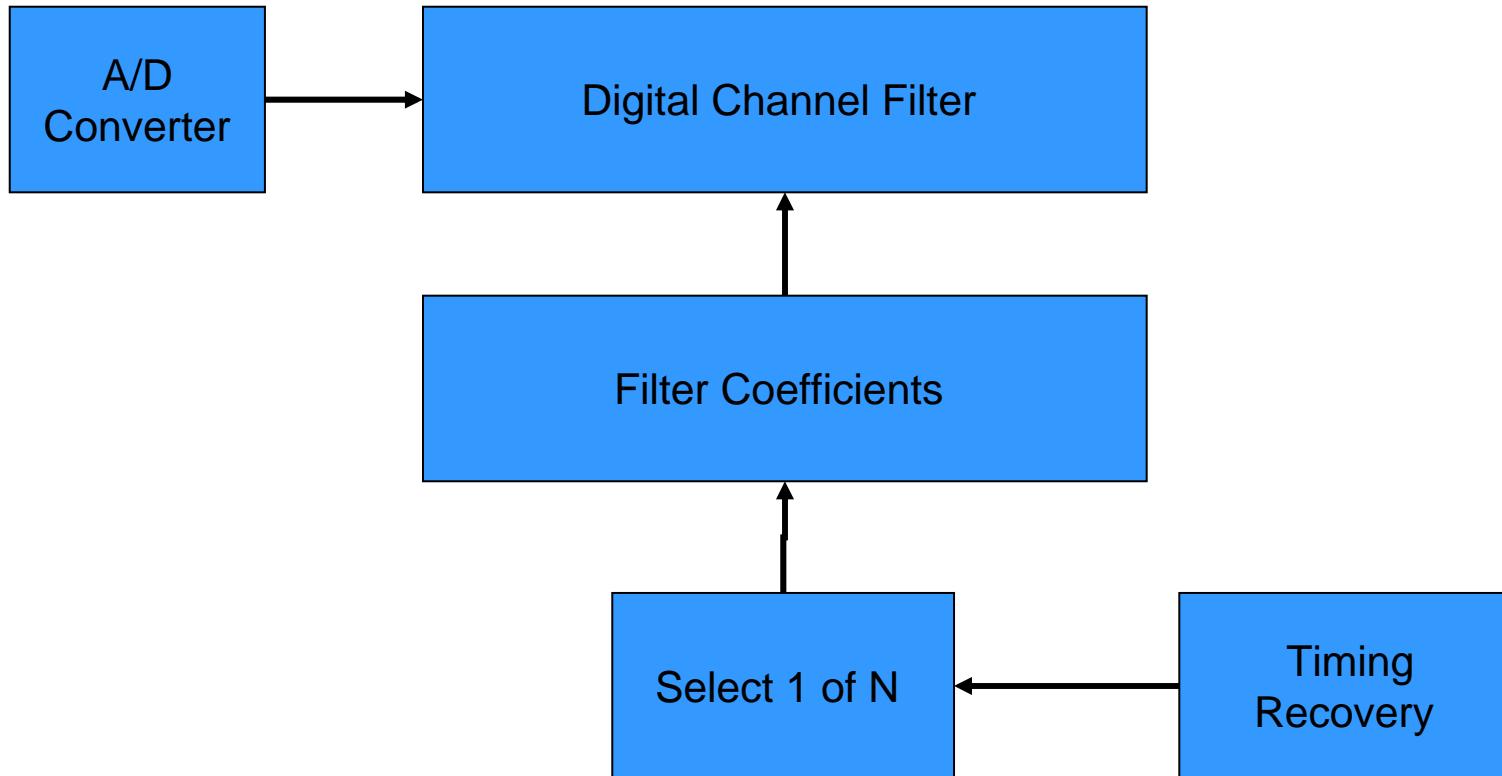 A/D
Converter
Digital Channel Filter
Filter Coefficients
Select 1 of N
Timing
Recovery